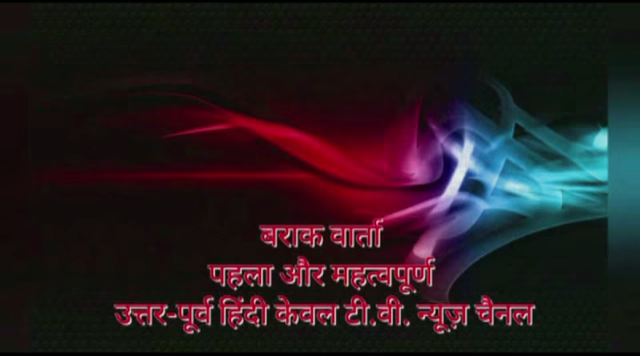 बराक वार्ता
पहला और महत्वपूर्ण
उत्तर-पूर्व हिंदी केवल टी.वी. न्यूज़ चैनल